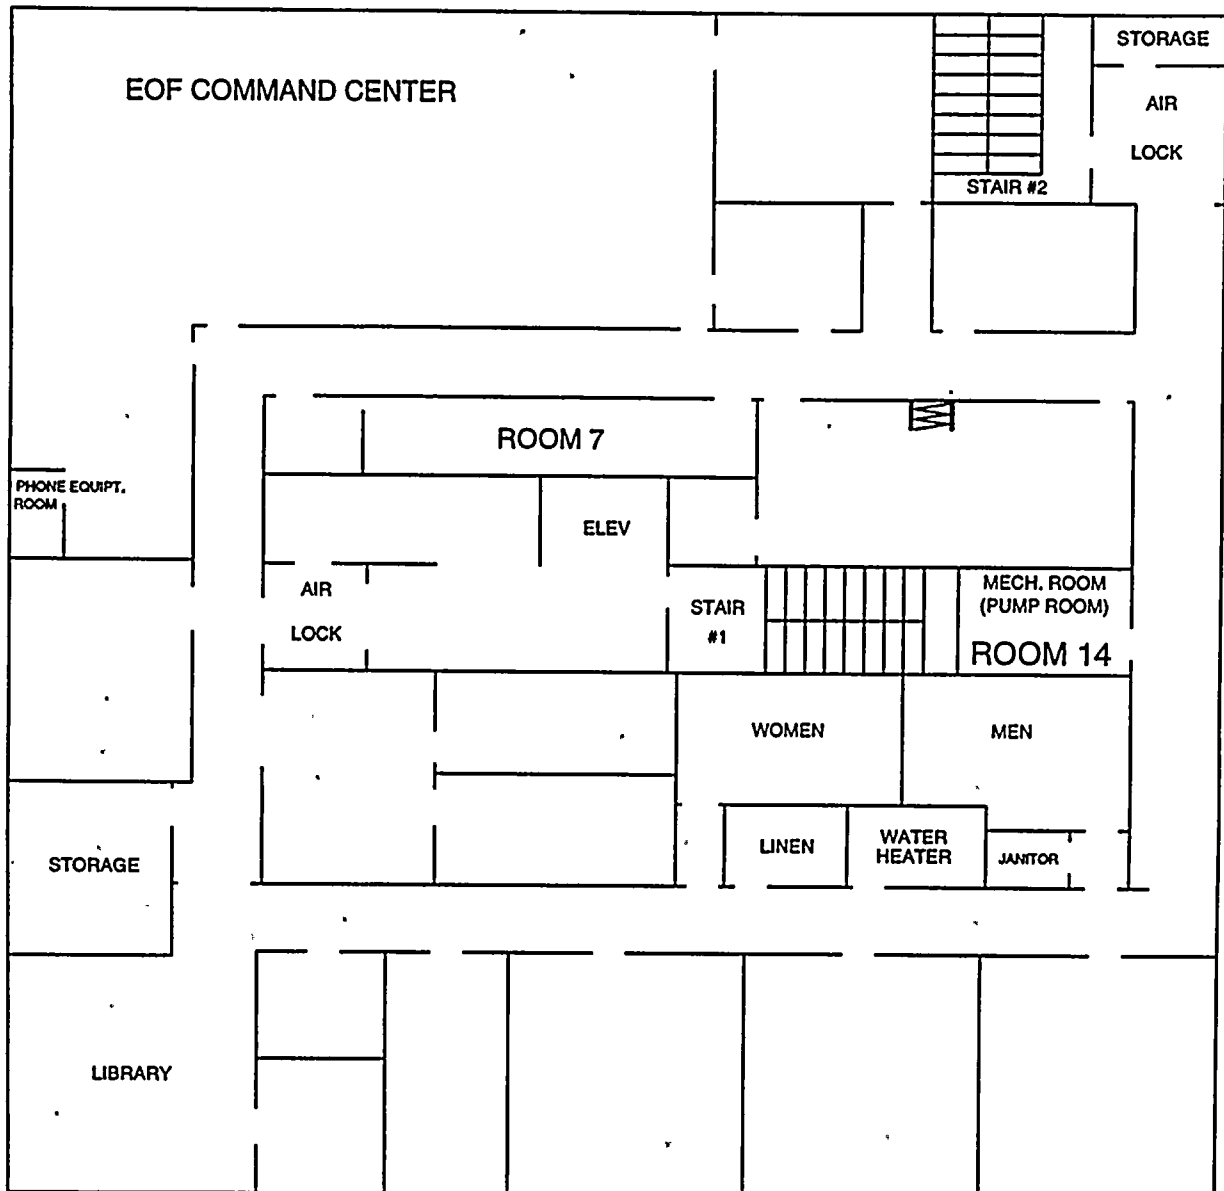 EOF COMMAND CENTER
STORAGE
AIR
LOCK
STAIR #2
ROOM 7
PHONE EQUIPT.
ROOM
ELEV
AIR
LOCK
STAIR
#1
MECH. ROOM
(PUMP ROOM)
ROOM 14
WOMEN
MEN
STORAGE
LINEN
WATER
HEATER
JANITOR
LIBRARY